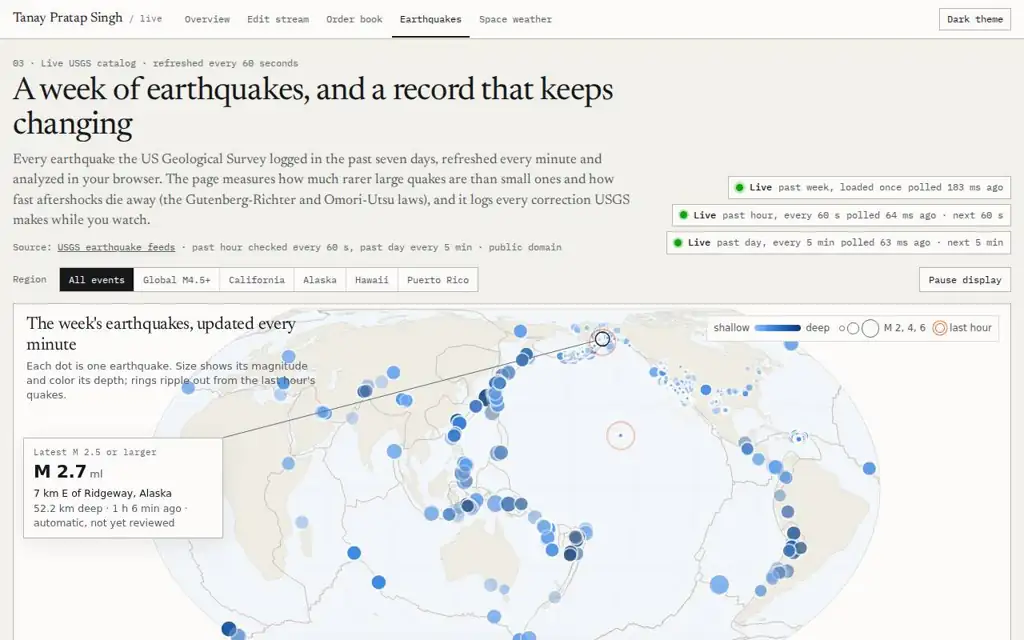 Tanay Pratap Singh / live Overview Edit stream Order book Earthquakes Space weather Dark theme
03 · Live USGS catalog · refreshed every 60 seconds
A week of earthquakes, and a record that keeps
changing
Every earthquake the US Geological Survey logged in the past seven days, refreshed every minute and
analyzed in your browser. The page measures how much rarer large quakes are than small ones and how
fast aftershocks die away (the Gutenberg-Richter and Omori-Utsu laws), and it logs every correction USGS
makes while you watch.
Live past week, loaded once polled 183 ms ago
Live past hour, every 60 s polled 64 ms ago · next 60 s
Live past day, every 5 min polled 63 ms ago · next 5 min
Source: USGS earthquake feeds · past hour checked every 60 s, past day every 5 min · public domain
Region All events Global M4.5+ California Alaska Hawaii Puerto Rico Pause display
The week's earthquakes, updated every
minute
Each dot is one earthquake. Size shows its magnitude
and color its depth; rings ripple out from the last hour's
quakes.
shallow deep M 2, 4, 6 last hour
Latest M 2.5 or larger
M 2.7 ml
7 km E of Ridgeway, Alaska
52.2 km deep · 1 h 6 min ago ·
automatic, not yet reviewed